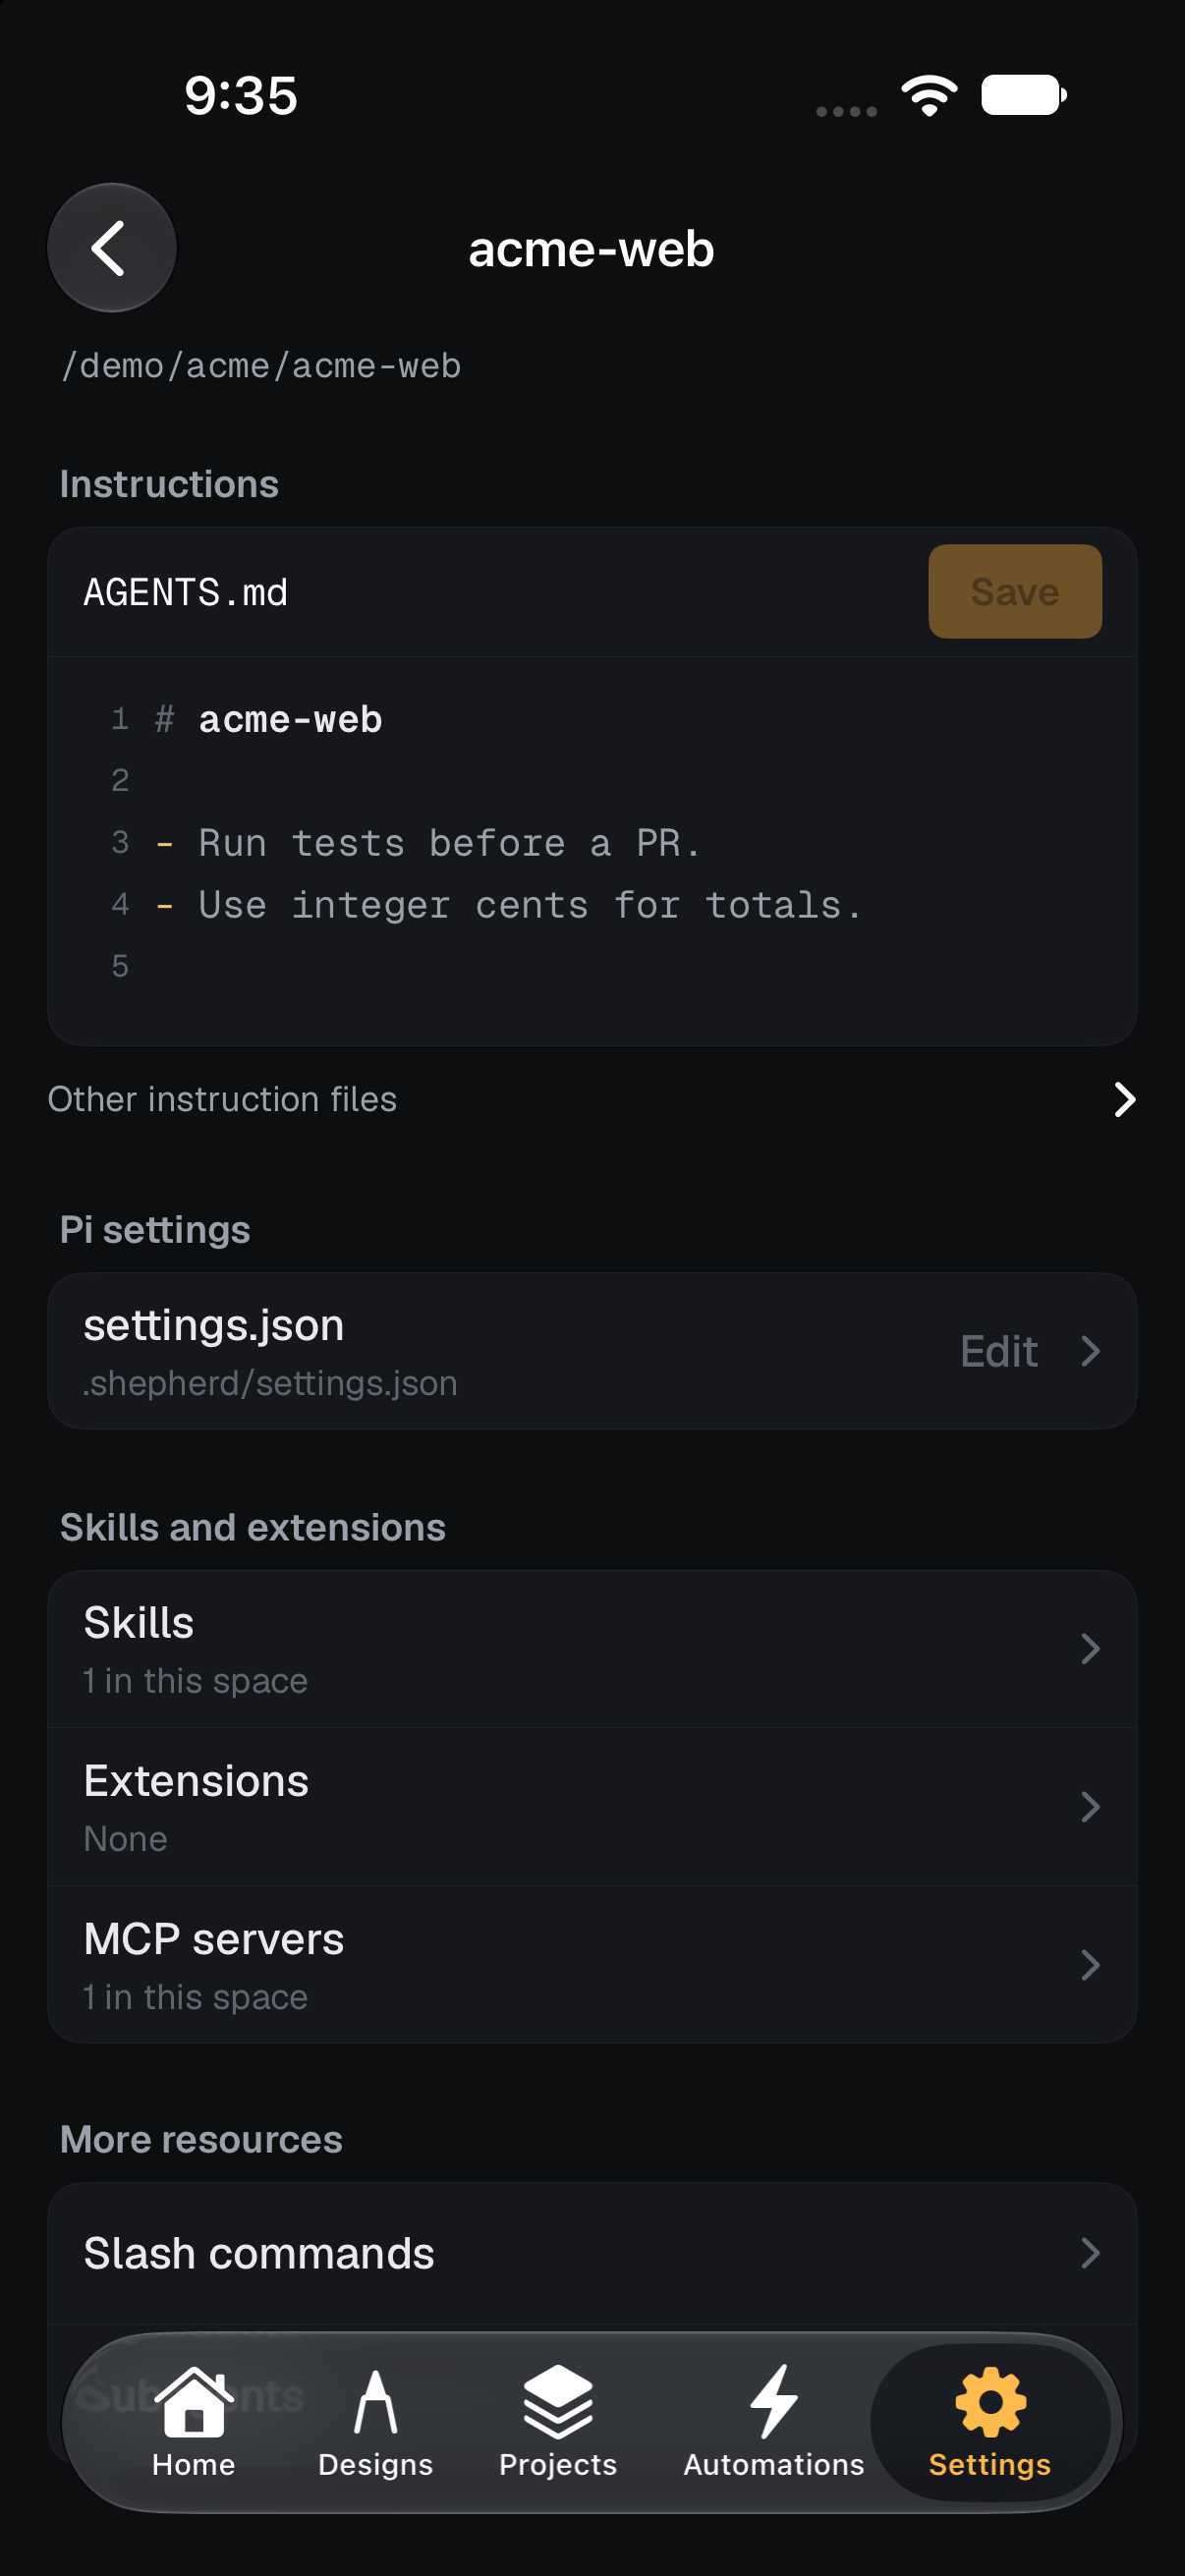 9:35
acme-web
/demo/acme/acme-web
Instructions
AGENTS.md
Save
1 # acme-web
2
3 - Run tests before a PR.
4 - Use integer cents for totals.
5
Other instruction files
Pi settings
settings.json
.shepherd/settings.json
Edit
Skills and extensions
Skills
1 in this space
Extensions
None
MCP servers
1 in this space
More resources
Slash commands
Home
Designs
Projects
Automations
Settings